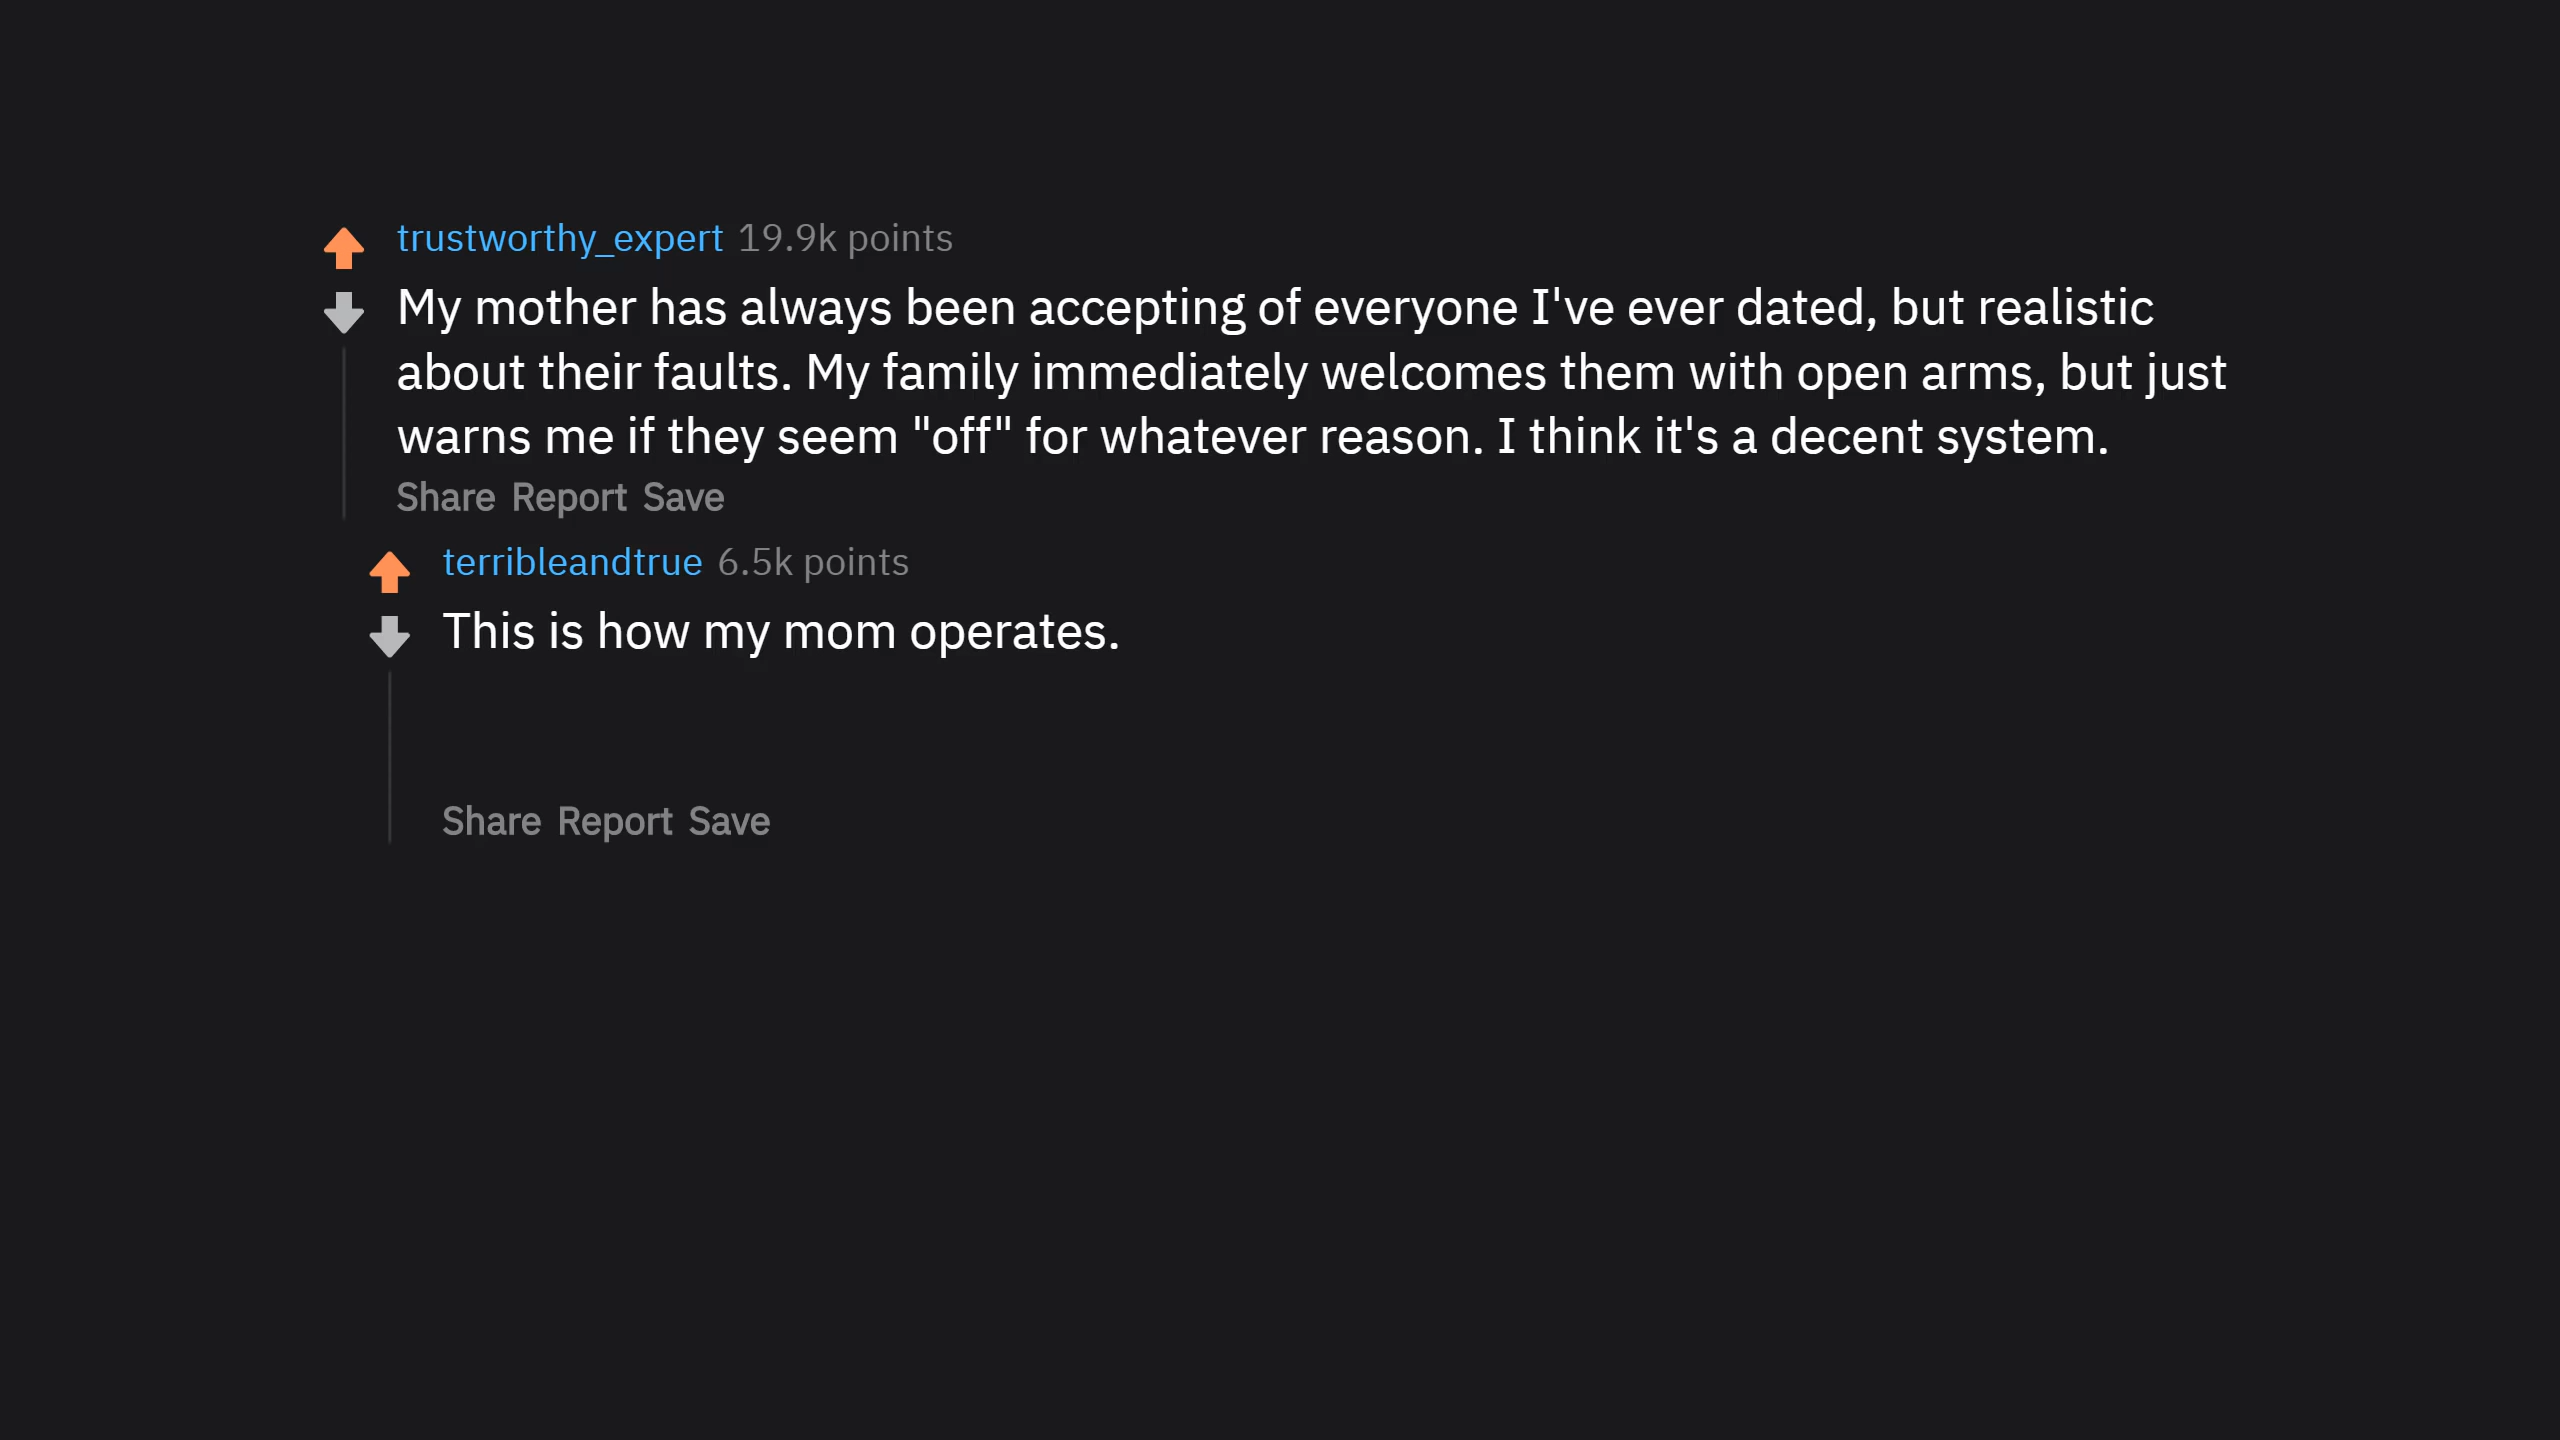 trustworthy_expert 19.9k points
My mother has always been accepting of everyone I've ever dated, but realistic
about their faults. My family immediately welcomes them with open arms, but just
warns me if they seem "off" for whatever reason. I think it's a decent system.
Share Report Save
terribleandtrue 6.5k points
This is how my mom operates.
Share Report Save